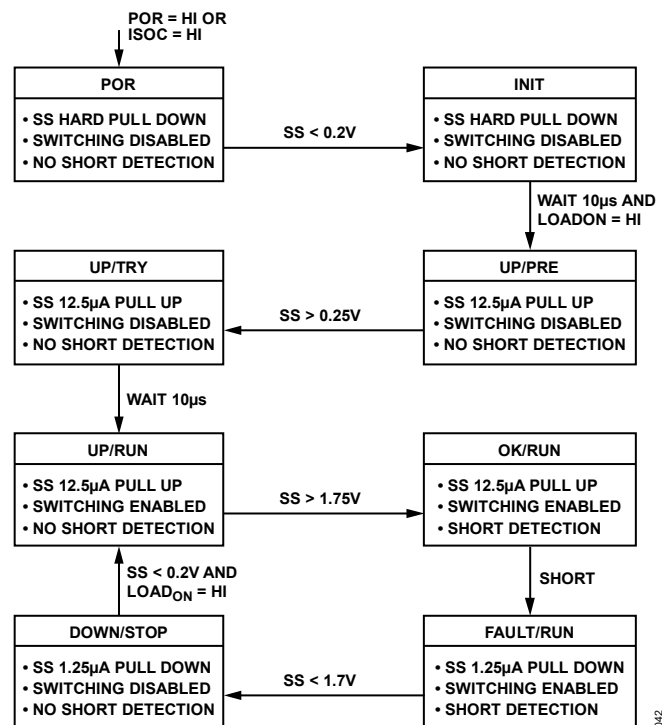 POR = HI OR
ISOC = HI
POR
• SS HARD PULL DOWN
• SWITCHING DISABLED
• NO SHORT DETECTION
SS < 0.2V
INIT
• SS HARD PULL DOWN
• SWITCHING DISABLED
• NO SHORT DETECTION
WAIT 10µs AND
LOADON = HI
UP/PRE
• SS 12.5µA PULL UP
• SWITCHING DISABLED
• NO SHORT DETECTION
SS > 0.25V
UP/TRY
• SS 12.5µA PULL UP
• SWITCHING DISABLED
• NO SHORT DETECTION
WAIT 10µs
UP/RUN
• SS 12.5µA PULL UP
• SWITCHING ENABLED
• NO SHORT DETECTION
SS > 1.75V
OK/RUN
• SS 12.5µA PULL UP
• SWITCHING ENABLED
• SHORT DETECTION
SHORT
FAULT/RUN
• SS 1.25µA PULL DOWN
• SWITCHING ENABLED
• SHORT DETECTION
SS < 1.7V
DOWN/STOP
• SS 1.25µA PULL DOWN
• SWITCHING DISABLED
• NO SHORT DETECTION
SS < 0.2V AND
LOADON = HI
042